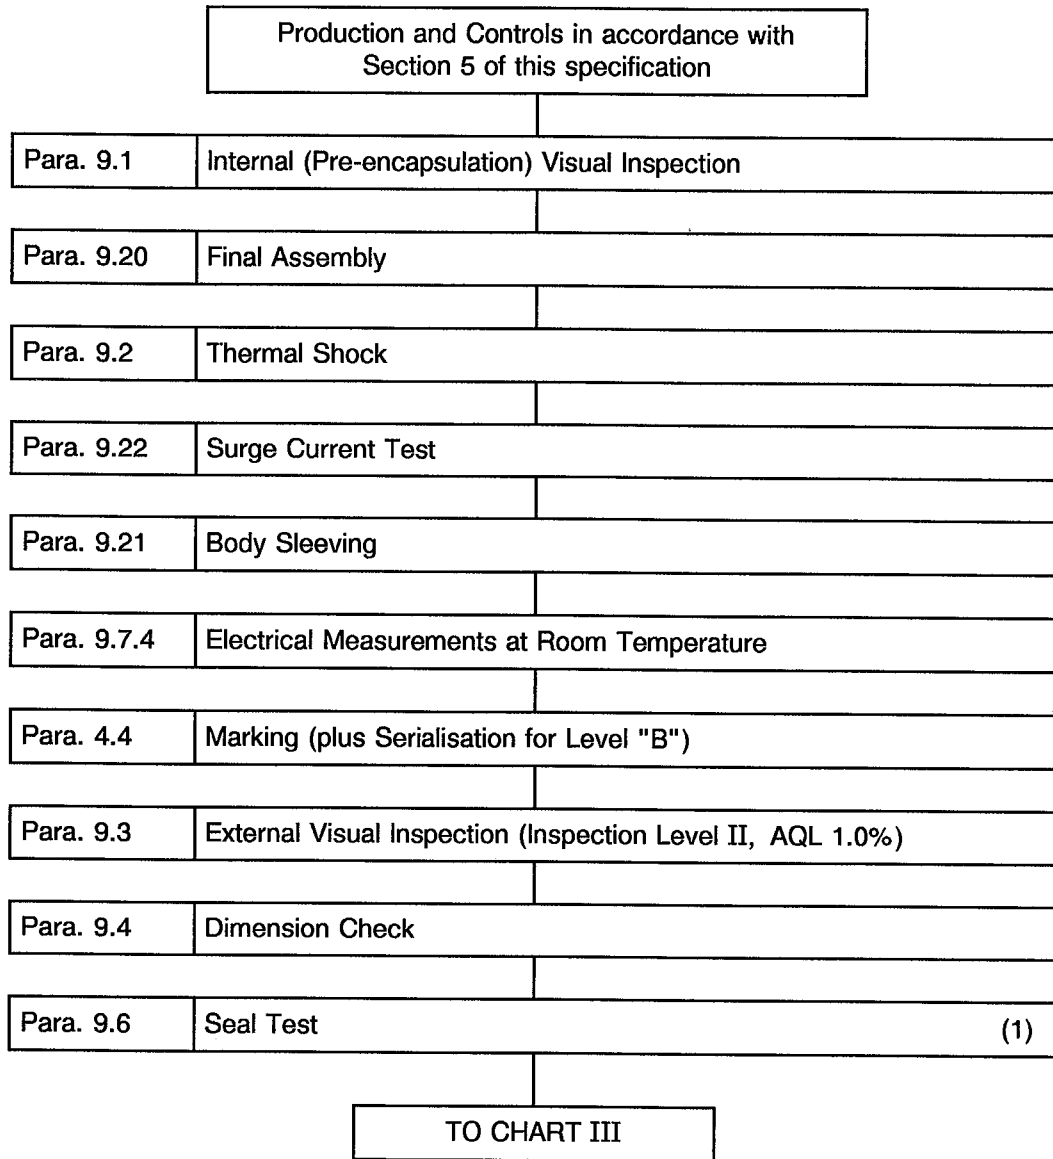 Production and Controls in accordance with
Section 5 of this specification
Para. 9.1 Internal (Pre-encapsulation) Visual Inspection
Para. 9.20 Final Assembly
Para. 9.2 Thermal Shock
Para. 9.22 Surge Current Test
Para. 9.21 Body Sleeving
Para. 9.7.4 Electrical Measurements at Room Temperature
Para. 4.4 Marking (plus Serialisation for Level "B")
Para. 9.3 External Visual Inspection (Inspection Level II, AQL 1.0%)
Para. 9.4 Dimension Check
Para. 9.6 Seal Test (1)
TO CHART III